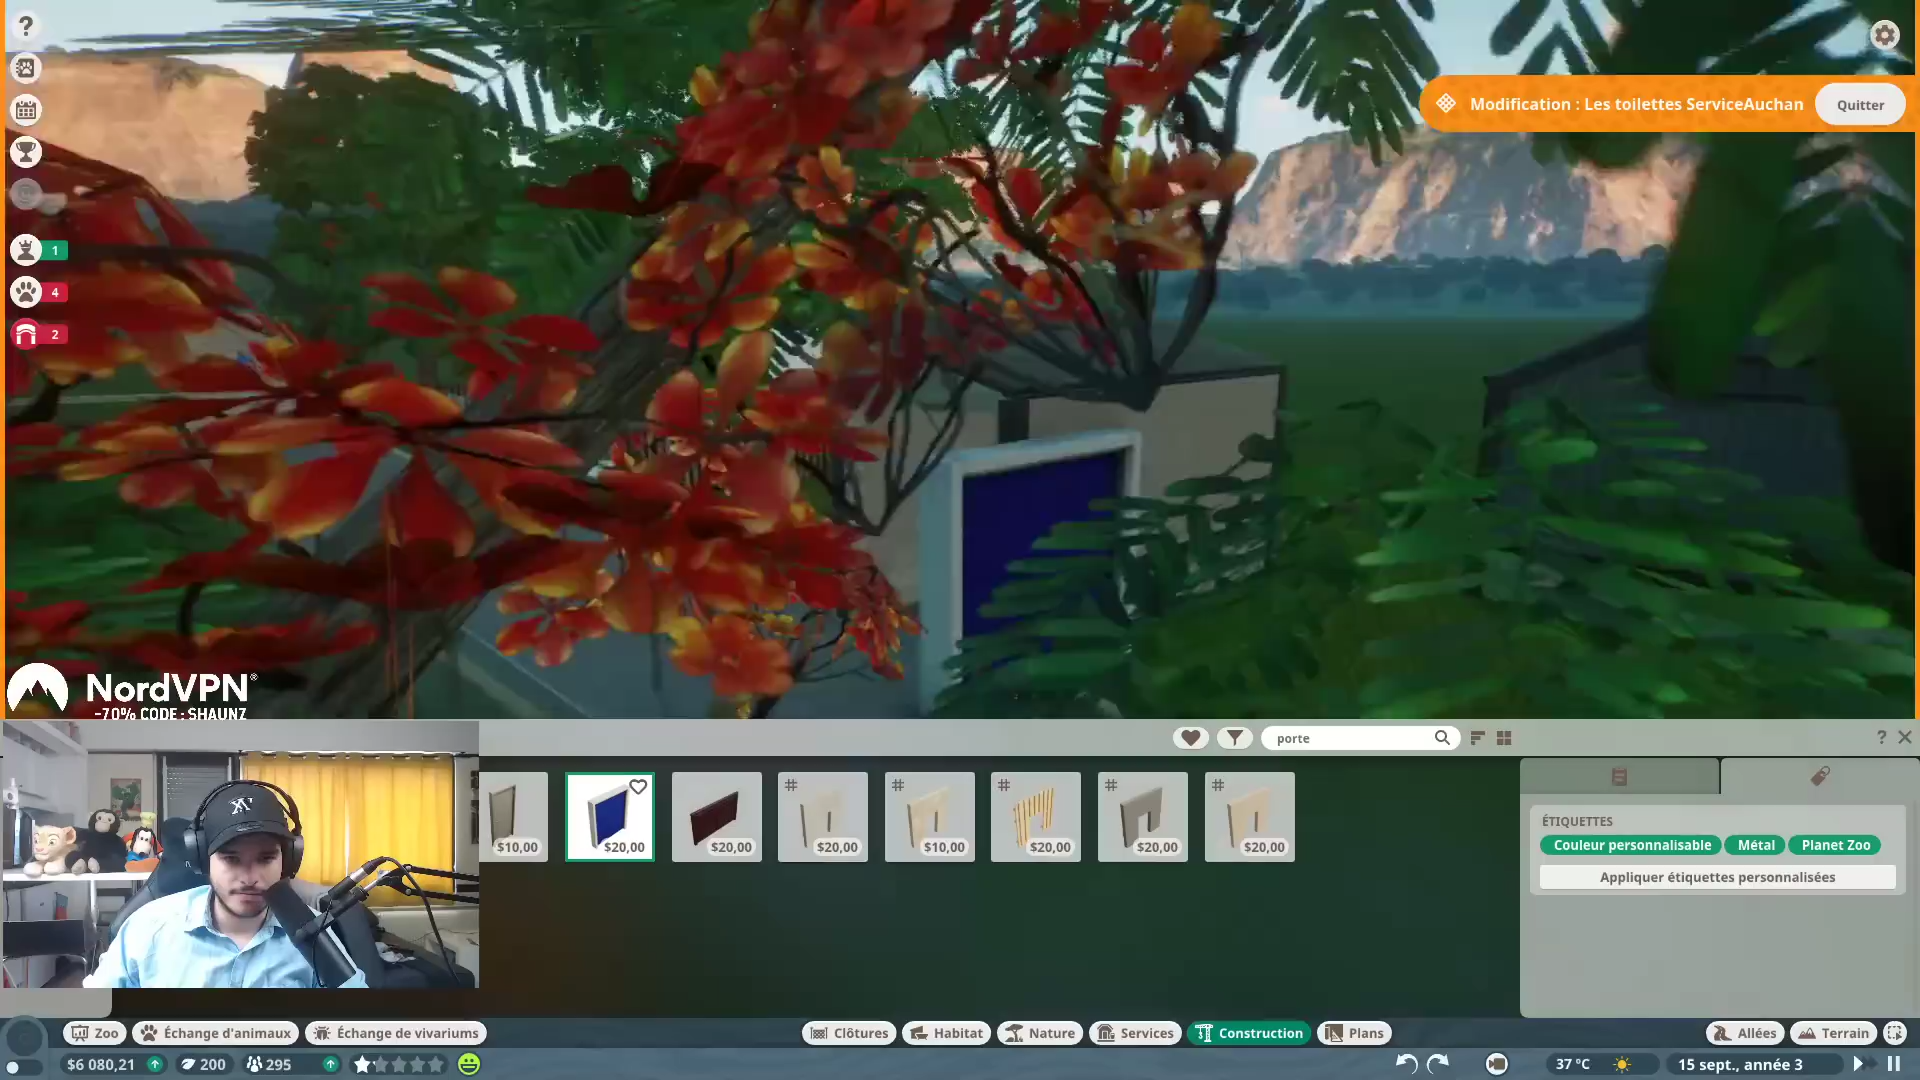 ?
Modification : Les toilettes ServiceAuchan
Quitter
1
4
2
NordVPN®
-70% CODE : SHAUNZ
porte
?
$10,00
$20,00
$20,00
$20,00
$10,00
$20,00
$20,00
$20,00
ÉTIQUETTES
Couleur personnalisable
Métal
Planet Zoo
Appliquer étiquettes personnalisées
Zoo
Échange d'animaux
Échange de vivariums
Clôtures
Habitat
Nature
Services
Construction
Plans
Allées
Terrain
$6 080,21
200
295
37 °C
15 sept., année 3